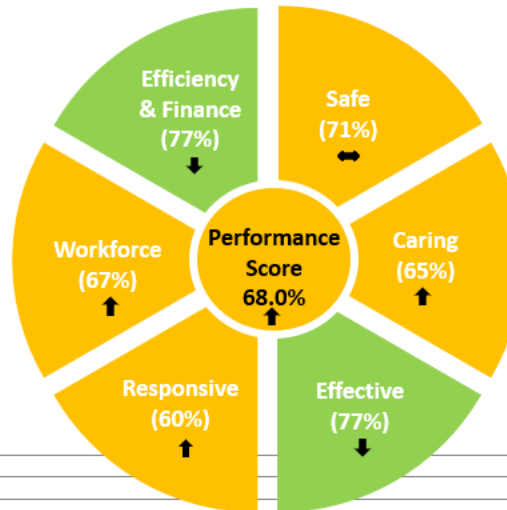 Efficiency
& Finance
(77%)
Safe
(71%)
Workforce
(67%)
Performance
Score
68.0%
Caring
(65%)
Responsive
(60%)
Effective
(77%)